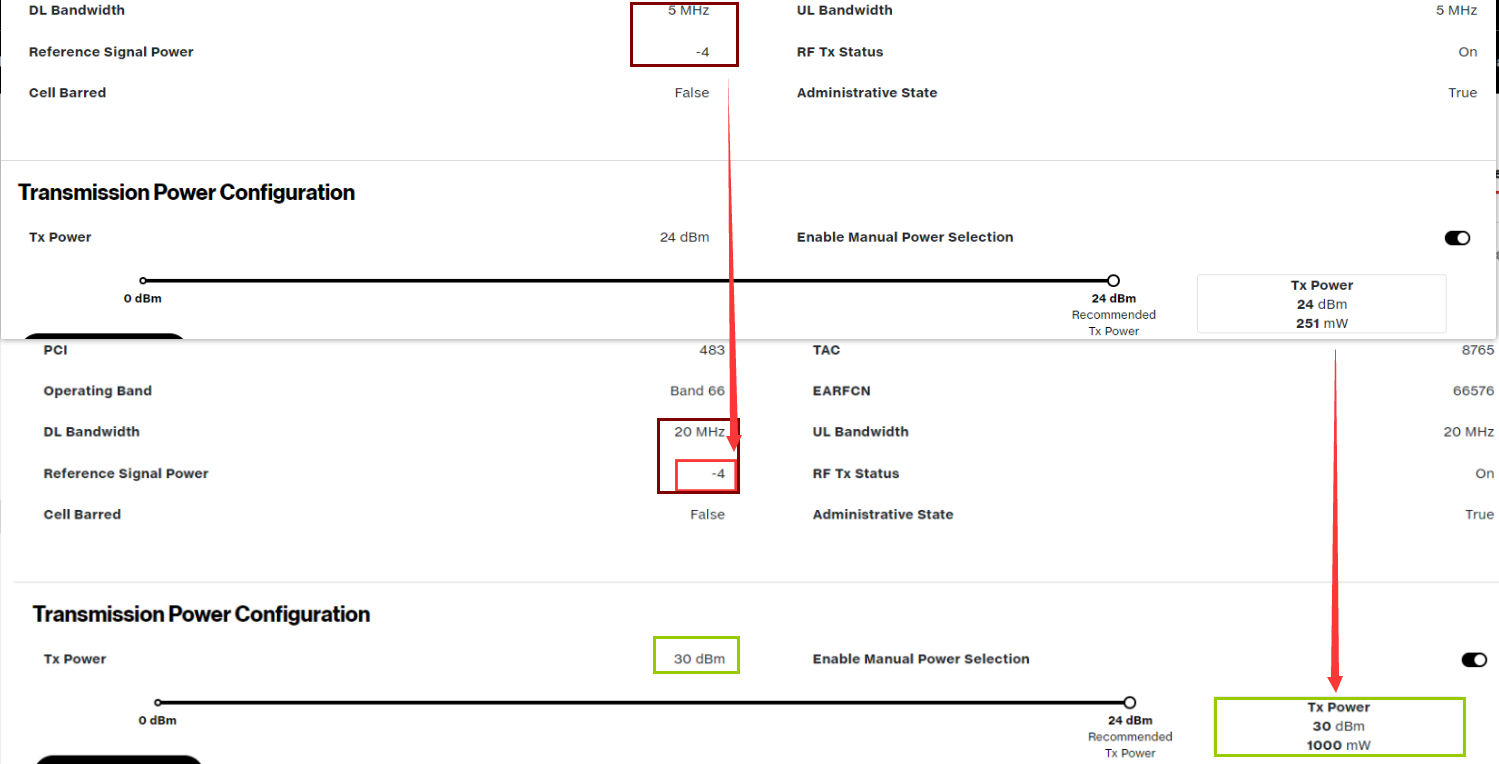 DL Bandwidth 5 MHz UL Bandwidth 5 MHz
Reference Signal Power -4 RF Tx Status On
Cell Barred False Administrative State True
Transmission Power Configuration
Tx Power 24 dBm Enable Manual Power Selection
0 dBm 24 dBm
Recommended
Tx Power
Tx Power
24 dBm
251 mW
PCI 483 TAC 8765
Operating Band Band 66 EARFCN 66576
DL Bandwidth 20 MHz UL Bandwidth 20 MHz
Reference Signal Power -4 RF Tx Status On
Cell Barred False Administrative State True
Transmission Power Configuration
Tx Power 30 dBm Enable Manual Power Selection
0 dBm 24 dBm
Recommended
Tx Power
Tx Power
30 dBm
1000 mW